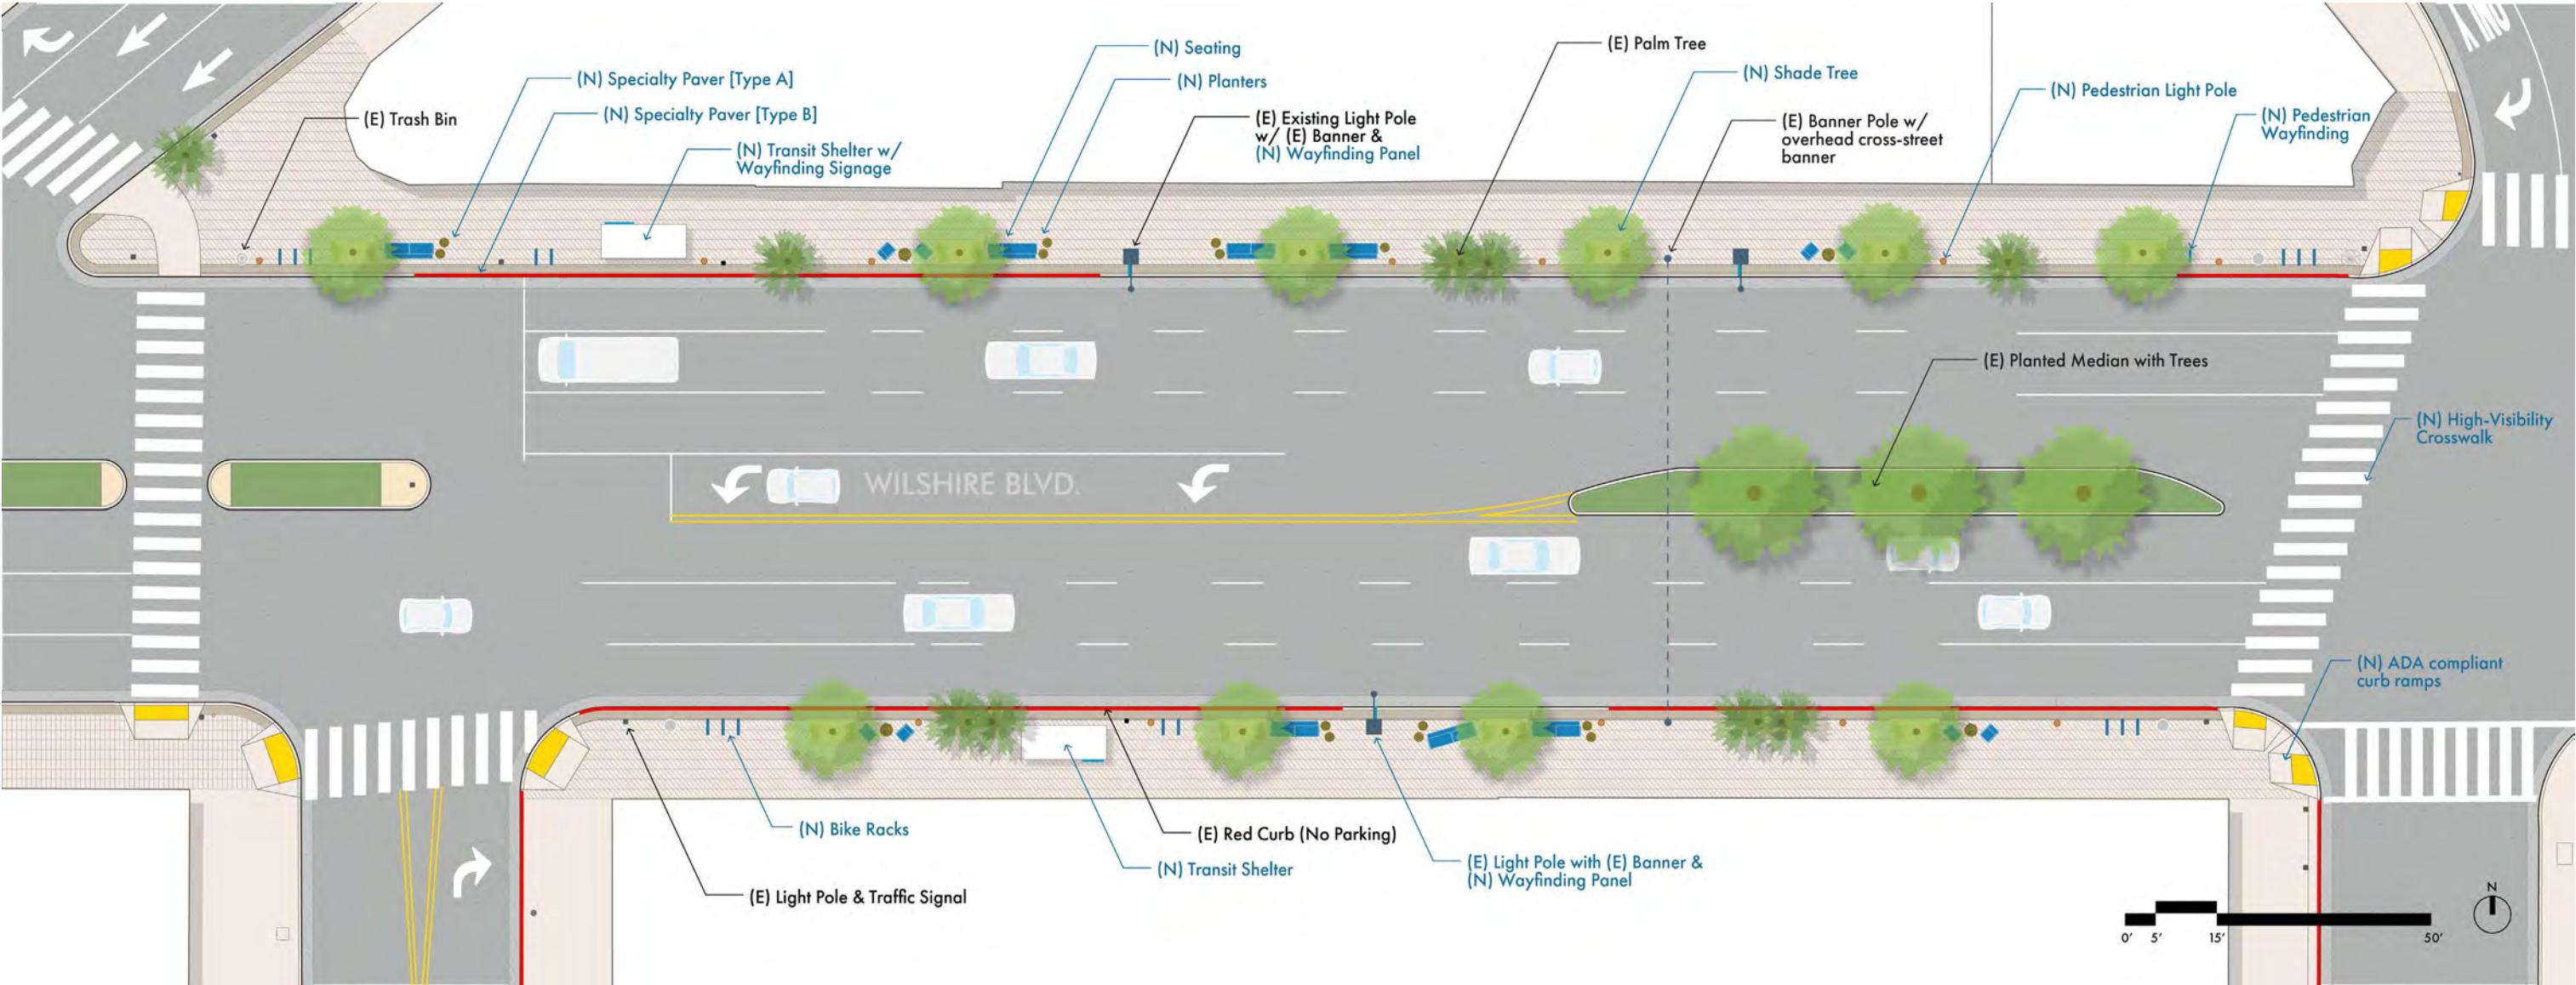 ONLY
(N) Seating
(E) Palm Tree
(N) Specialty Paver [Type A]
(N) Planters
(N) Shade Tree
(N) Pedestrian Light Pole
(E) Trash Bin
(N) Specialty Paver [Type B]
(E) Existing Light Pole
w/ (E) Banner &
(N) Wayfinding Panel
(E) Banner Pole w/
overhead cross-street
banner
(N) Pedestrian
Wayfinding
(N) Transit Shelter w/
Wayfinding Signage
(E) Planted Median with Trees
(N) High-Visibility
Crosswalk
WILSHIRE BLVD.
(N) ADA compliant
curb ramps
(N) Bike Racks
(E) Red Curb (No Parking)
(N) Transit Shelter
(E) Light Pole with (E) Banner &
(N) Wayfinding Panel
(E) Light Pole & Traffic Signal
N
0' 5' 15' 50'